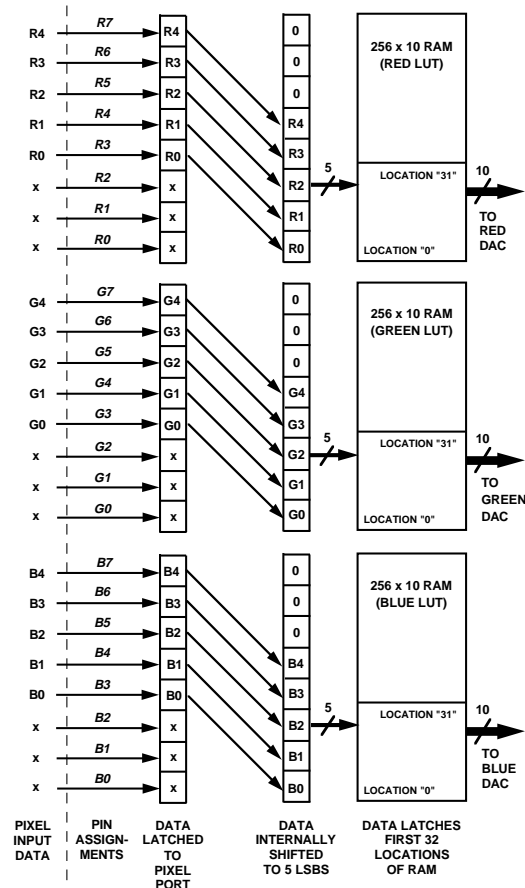 R4 R7 R4 0 256 x 10 RAM
R3 R6 R3 0 (RED LUT)
R2 R5 R2 0
R1 R4 R1 R4
R0 R3 R0 R3
x R2 x R2 5 LOCATION "31" 10
x R1 x R1 TO
x R0 x R0 LOCATION "0" RED
DAC
G4 G7 G4 0 256 x 10 RAM
G3 G6 G3 0 (GREEN LUT)
G2 G5 G2 0
G1 G4 G1 G4
G0 G3 G0 G3
x G2 x G2 5 LOCATION "31" 10
x G1 x G1 TO
x G0 x G0 LOCATION "0" GREEN
DAC
B4 B7 B4 0 256 x 10 RAM
B3 B6 B3 0 (BLUE LUT)
B2 B5 B2 0
B1 B4 B1 B4
B0 B3 B0 B3
x B2 x B2 5 LOCATION "31" 10
x B1 x B1 TO
x B0 x B0 LOCATION "0" BLUE
DAC
PIXEL
INPUT
DATA
PIN
ASSIGN-
MENTS
DATA
LATCHED
TO
PIXEL
PORT
DATA
INTERNALLY
SHIFTED
TO 5 LSBS
DATA LATCHES
FIRST 32
LOCATIONS
OF RAM